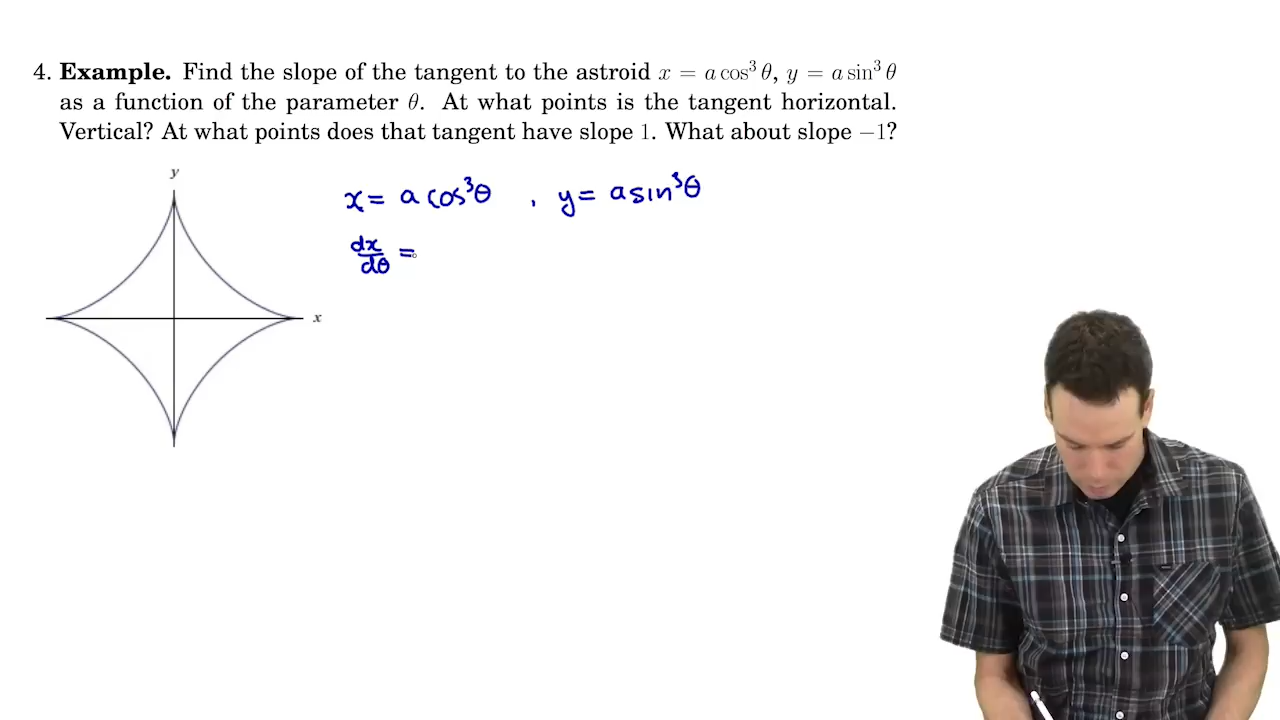 4. Example. Find the slope of the tangent to the astroid x = a cos³ θ, y = a sin³ θ
as a function of the parameter θ. At what points is the tangent horizontal.
Vertical? At what points does that tangent have slope 1. What about slope −1?
y
x = a cos³θ , y = a sin³θ
dx/dθ =
x